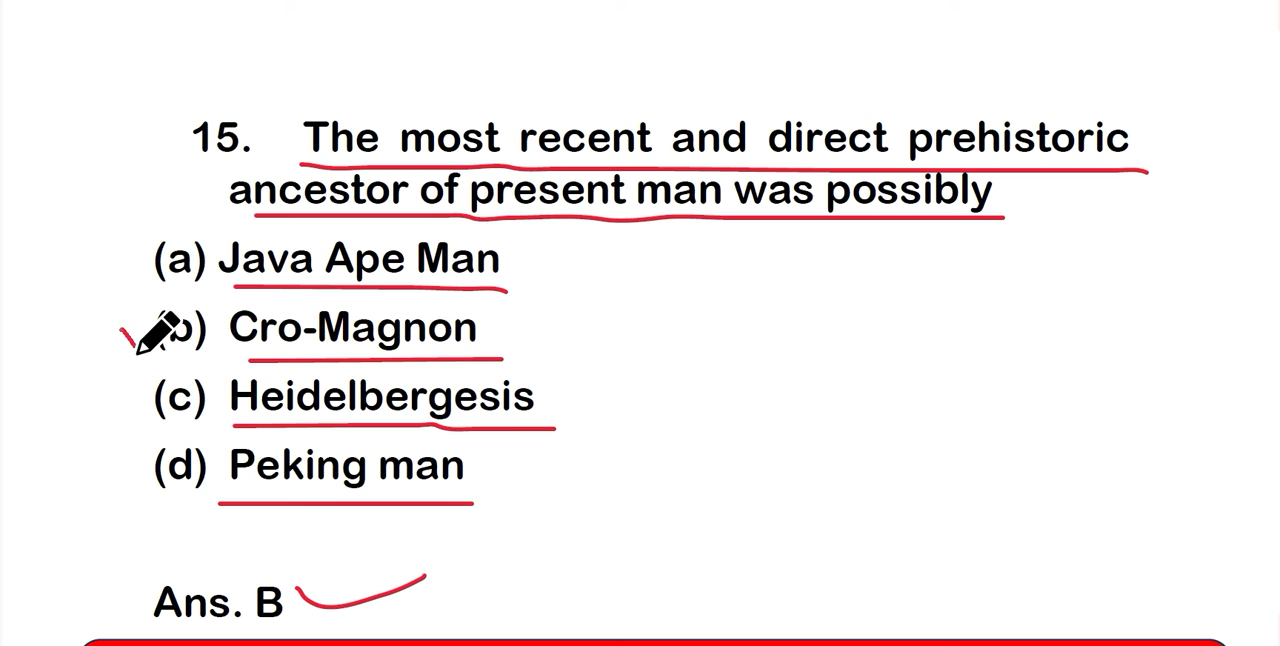 15. The most recent and direct prehistoric
ancestor of present man was possibly
(a) Java Ape Man
(b) Cro-Magnon
(c) Heidelbergesis
(d) Peking man
Ans. B